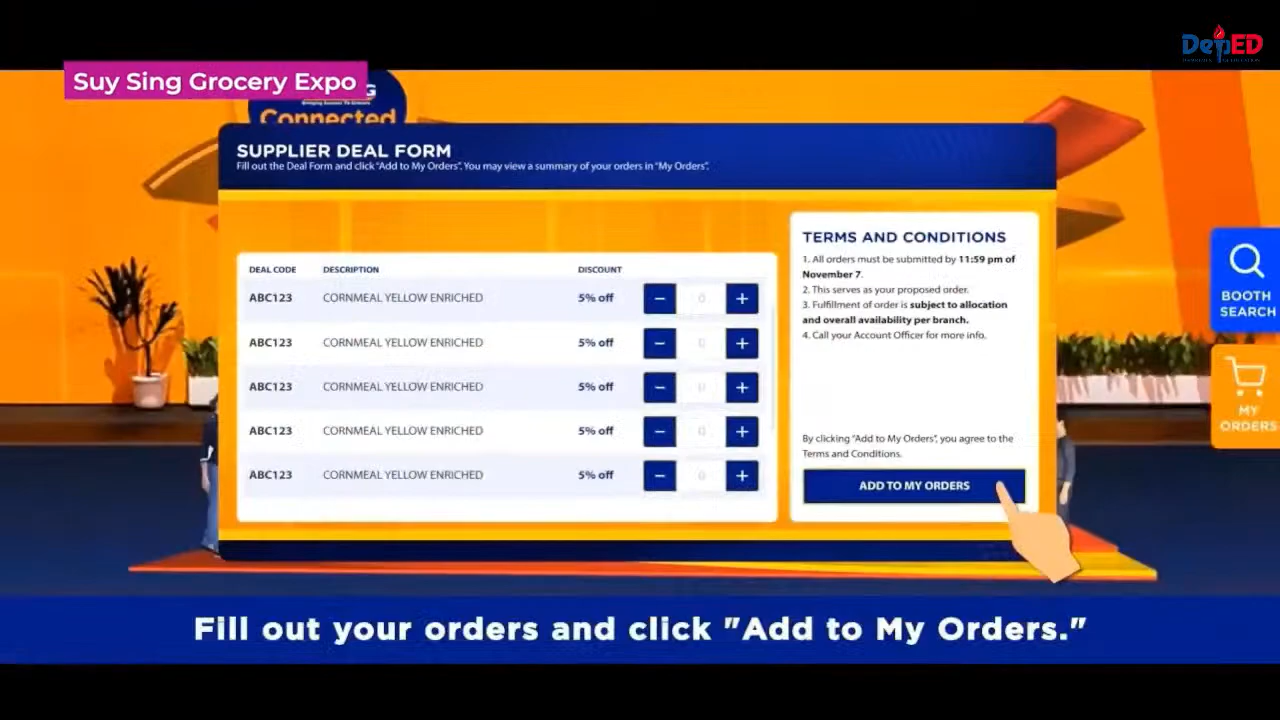 DepED
Suy Sing Grocery Expo
Connected
SUPPLIER DEAL FORM
Fill out the Deal Form and click "Add to My Orders". You may view a summary of your orders in "My Orders".
DEAL CODE DESCRIPTION DISCOUNT
ABC123 CORNMEAL YELLOW ENRICHED 5% off − 0 +
ABC123 CORNMEAL YELLOW ENRICHED 5% off − 0 +
ABC123 CORNMEAL YELLOW ENRICHED 5% off − 0 +
ABC123 CORNMEAL YELLOW ENRICHED 5% off − 0 +
ABC123 CORNMEAL YELLOW ENRICHED 5% off − 0 +
TERMS AND CONDITIONS
1. All orders must be submitted by 11:59 pm of
November 7.
2. This serves as your proposed order.
3. Fulfillment of order is subject to allocation
and overall availability per branch.
4. Call your Account Officer for more info.
By clicking "Add to My Orders", you agree to the
Terms and Conditions.
ADD TO MY ORDERS
BOOTH
SEARCH
MY
ORDERS
Fill out your orders and click "Add to My Orders."